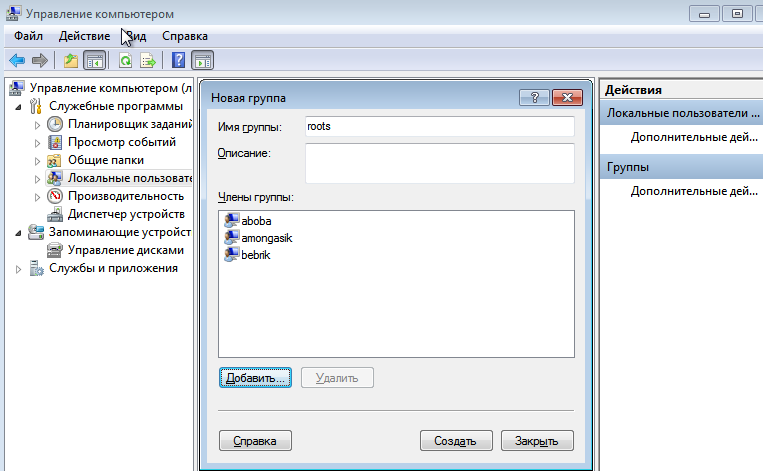 Управление компьютером
Файл Действие Вид Справка
Управление компьютером (л
Служебные программы
Планировщик заданий
Просмотр событий
Общие папки
Локальные пользовате
Производительность
Диспетчер устройств
Запоминающие устройст
Управление дисками
Службы и приложения
Новая группа
Имя группы: roots
Описание:
Члены группы:
aboba
amongasik
bebrik
Добавить... Удалить
Справка Создать Закрыть
Действия
Локальные пользователи ...
Дополнительные дей...
Группы
Дополнительные дей...